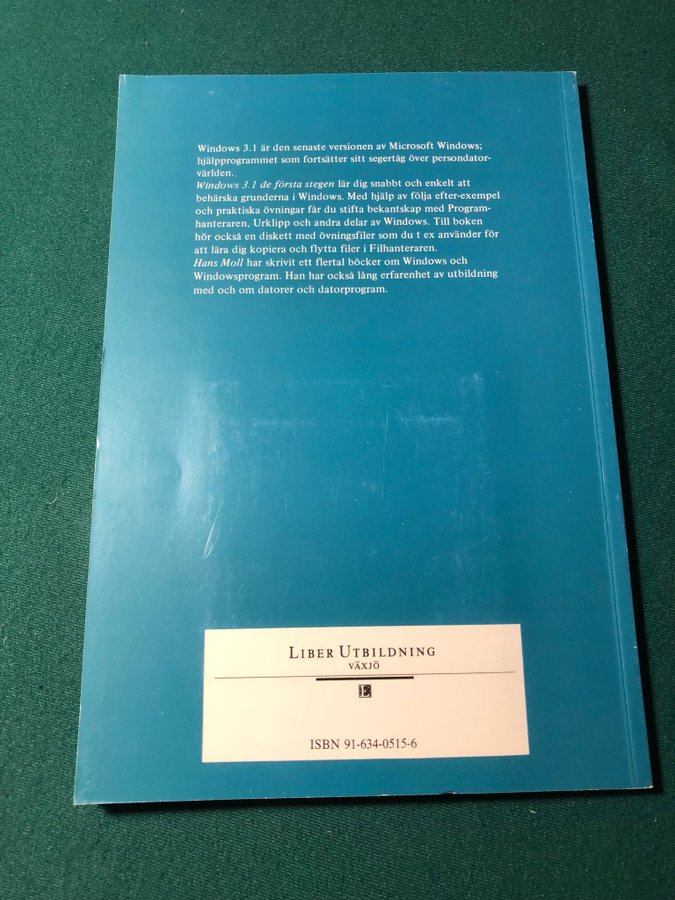 Windows 3.1 är den senaste versionen av Microsoft Windows;
hjälpprogrammet som fortsätter sitt segertåg över persondator-
världen.
Windows 3.1 de första stegen lär dig snabbt och enkelt att
behärska grunderna i Windows. Med hjälp av följa efter-exempel
och praktiska övningar får du stifta bekantskap med Program-
hanteraren, Urklipp och andra delar av Windows. Till boken
hör också en diskett med övningsfiler som du t ex använder för
att lära dig kopiera och flytta filer i Filhanteraren.
Hans Moll har skrivit ett flertal böcker om Windows och
Windowsprogram. Han har också lång erfarenhet av utbildning
med och om datorer och datorprogram.
LIBER UTBILDNING
VÄXJÖ
L
ISBN 91-634-0515-6